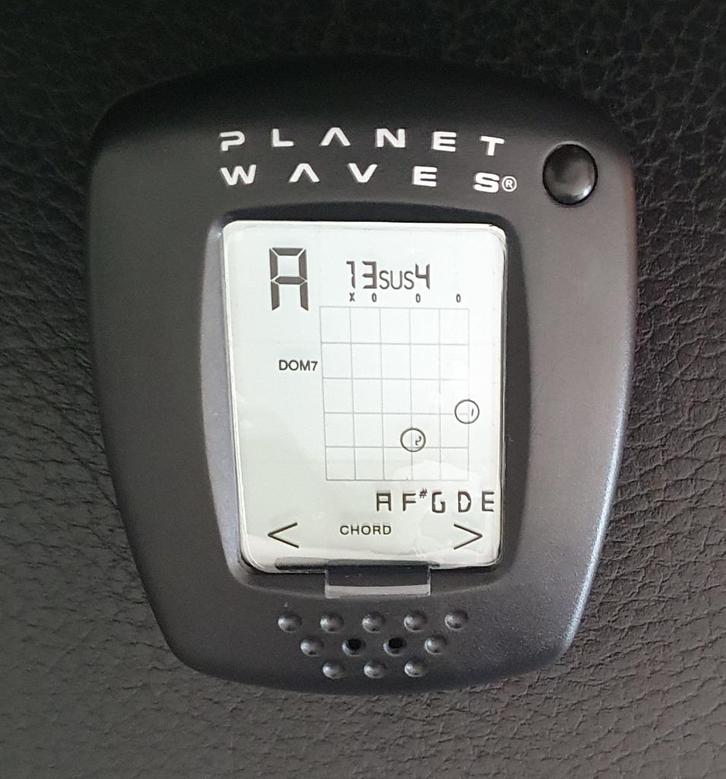 PLANET
WAVES®
A 13sus4
x o o o
DOM7
1
2
A F# G D E
< CHORD >